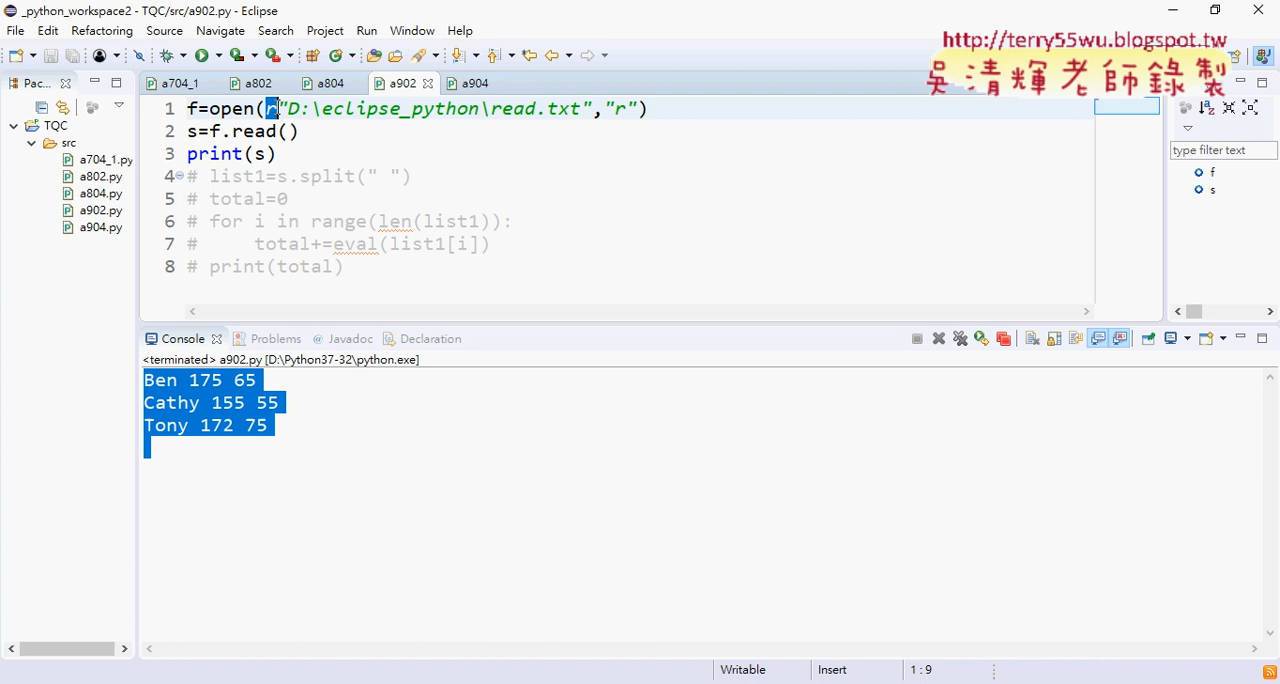 _python_workspace2 - TQC/src/a902.py - Eclipse
File Edit Refactoring Source Navigate Search Project Run Window Help
http://terry55wu.blogspot.tw
吳清輝老師錄製
Pac...
a704_1 a802 a804 a902 a904
TQC
src
a704_1.py
a802.py
a804.py
a902.py
a904.py
1 f=open(r"D:\eclipse_python\read.txt","r")
2 s=f.read()
3 print(s)
4 # list1=s.split(" ")
5 # total=0
6 # for i in range(len(list1)):
7 #     total+=eval(list1[i])
8 # print(total)
type filter text
f
s
Console Problems @ Javadoc Declaration
<terminated> a902.py [D:\Python37-32\python.exe]
Ben 175 65
Cathy 155 55
Tony 172 75
Writable Insert 1 : 9